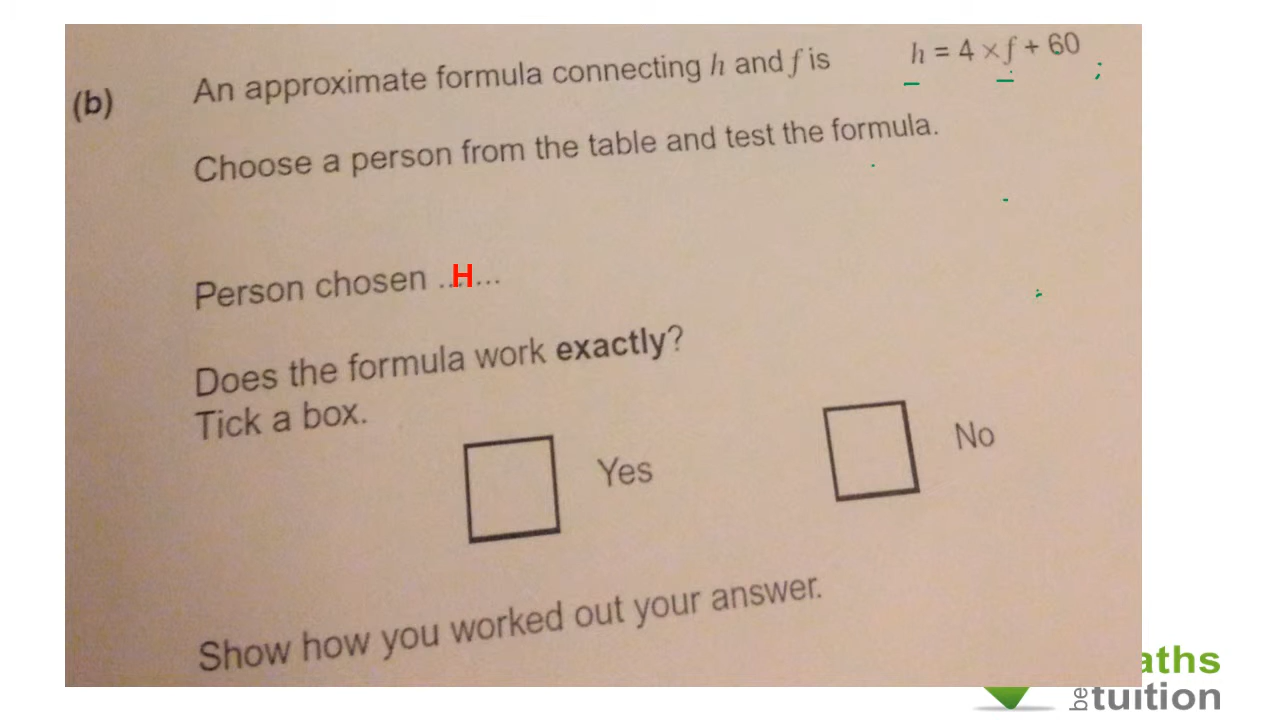 (b) An approximate formula connecting h and f is h = 4 × f + 60
Choose a person from the table and test the formula.
Person chosen ..H...
Does the formula work exactly?
Tick a box.
Yes No
Show how you worked out your answer.
aths
be tuition